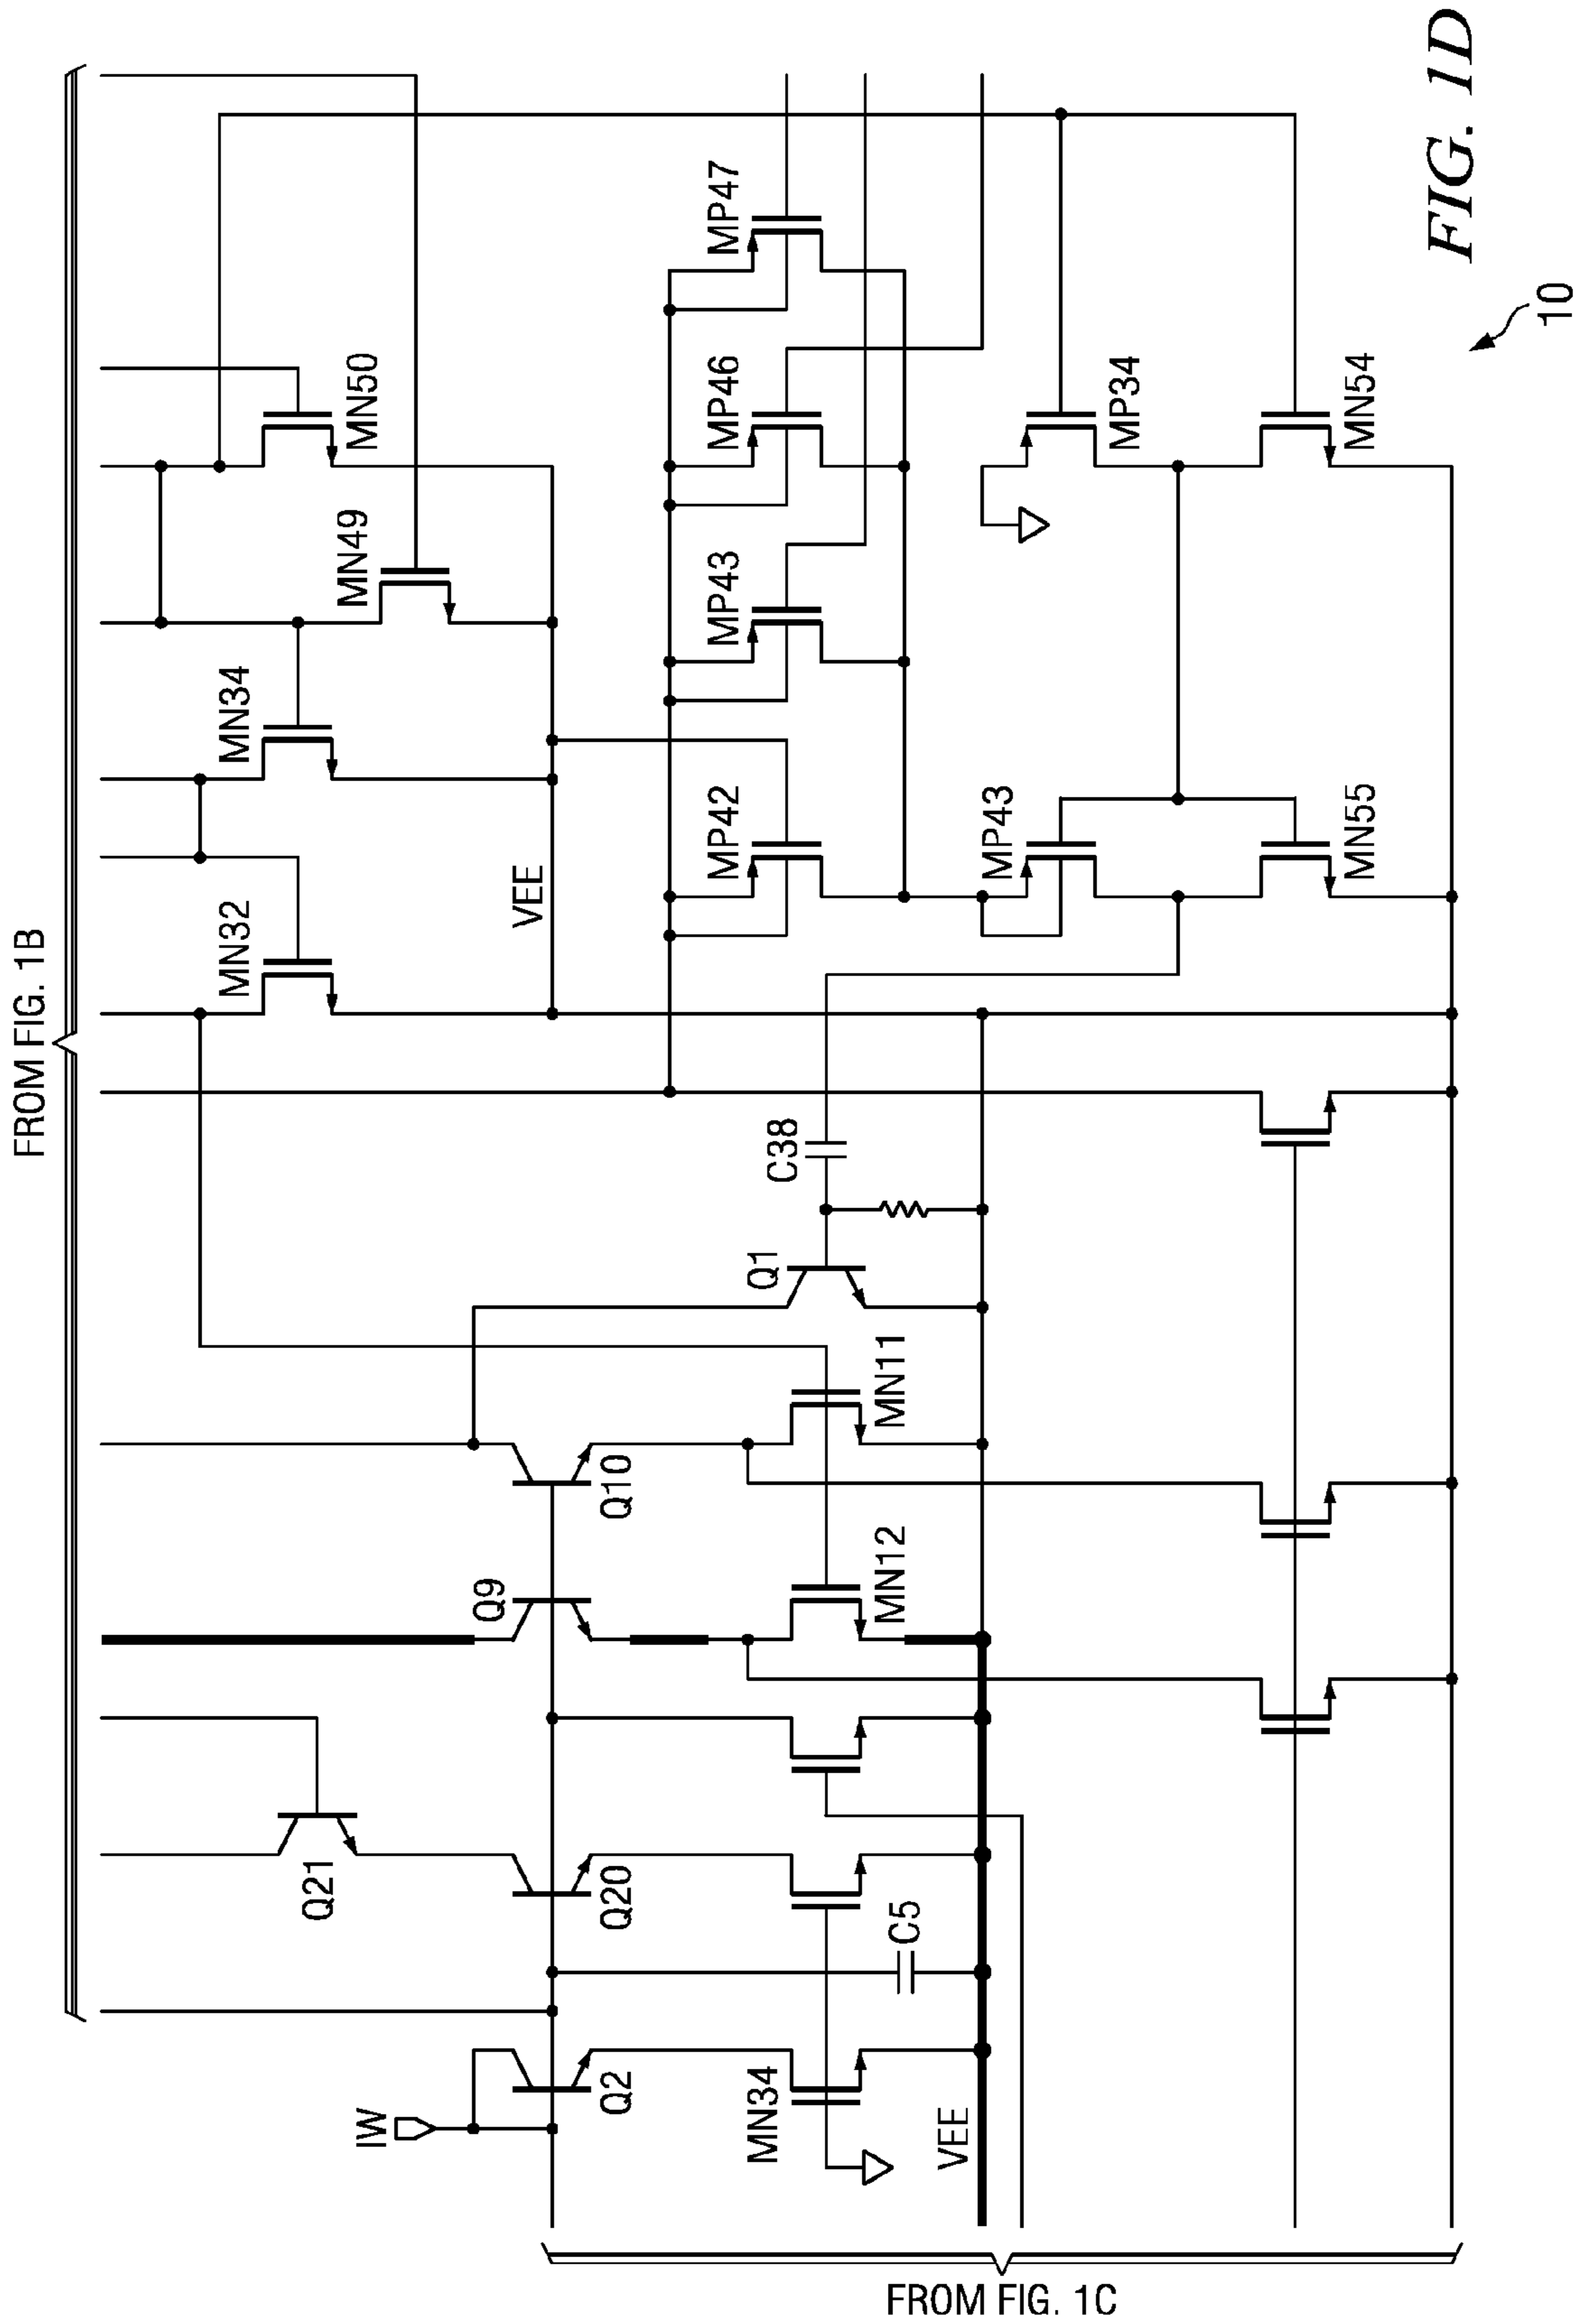 FROM FIG. 1B
MN50
MN49
MN34
MN32
VEE
MP47
MP46
MP43
MP42
MP34
MN54
MP43
MN55
C38
Q1
MN11
Q10
MN12
Q9
Q21
Q20
C5
Q2
IW
MN34
VEE
FROM FIG. 1C
10
FIG. 1D